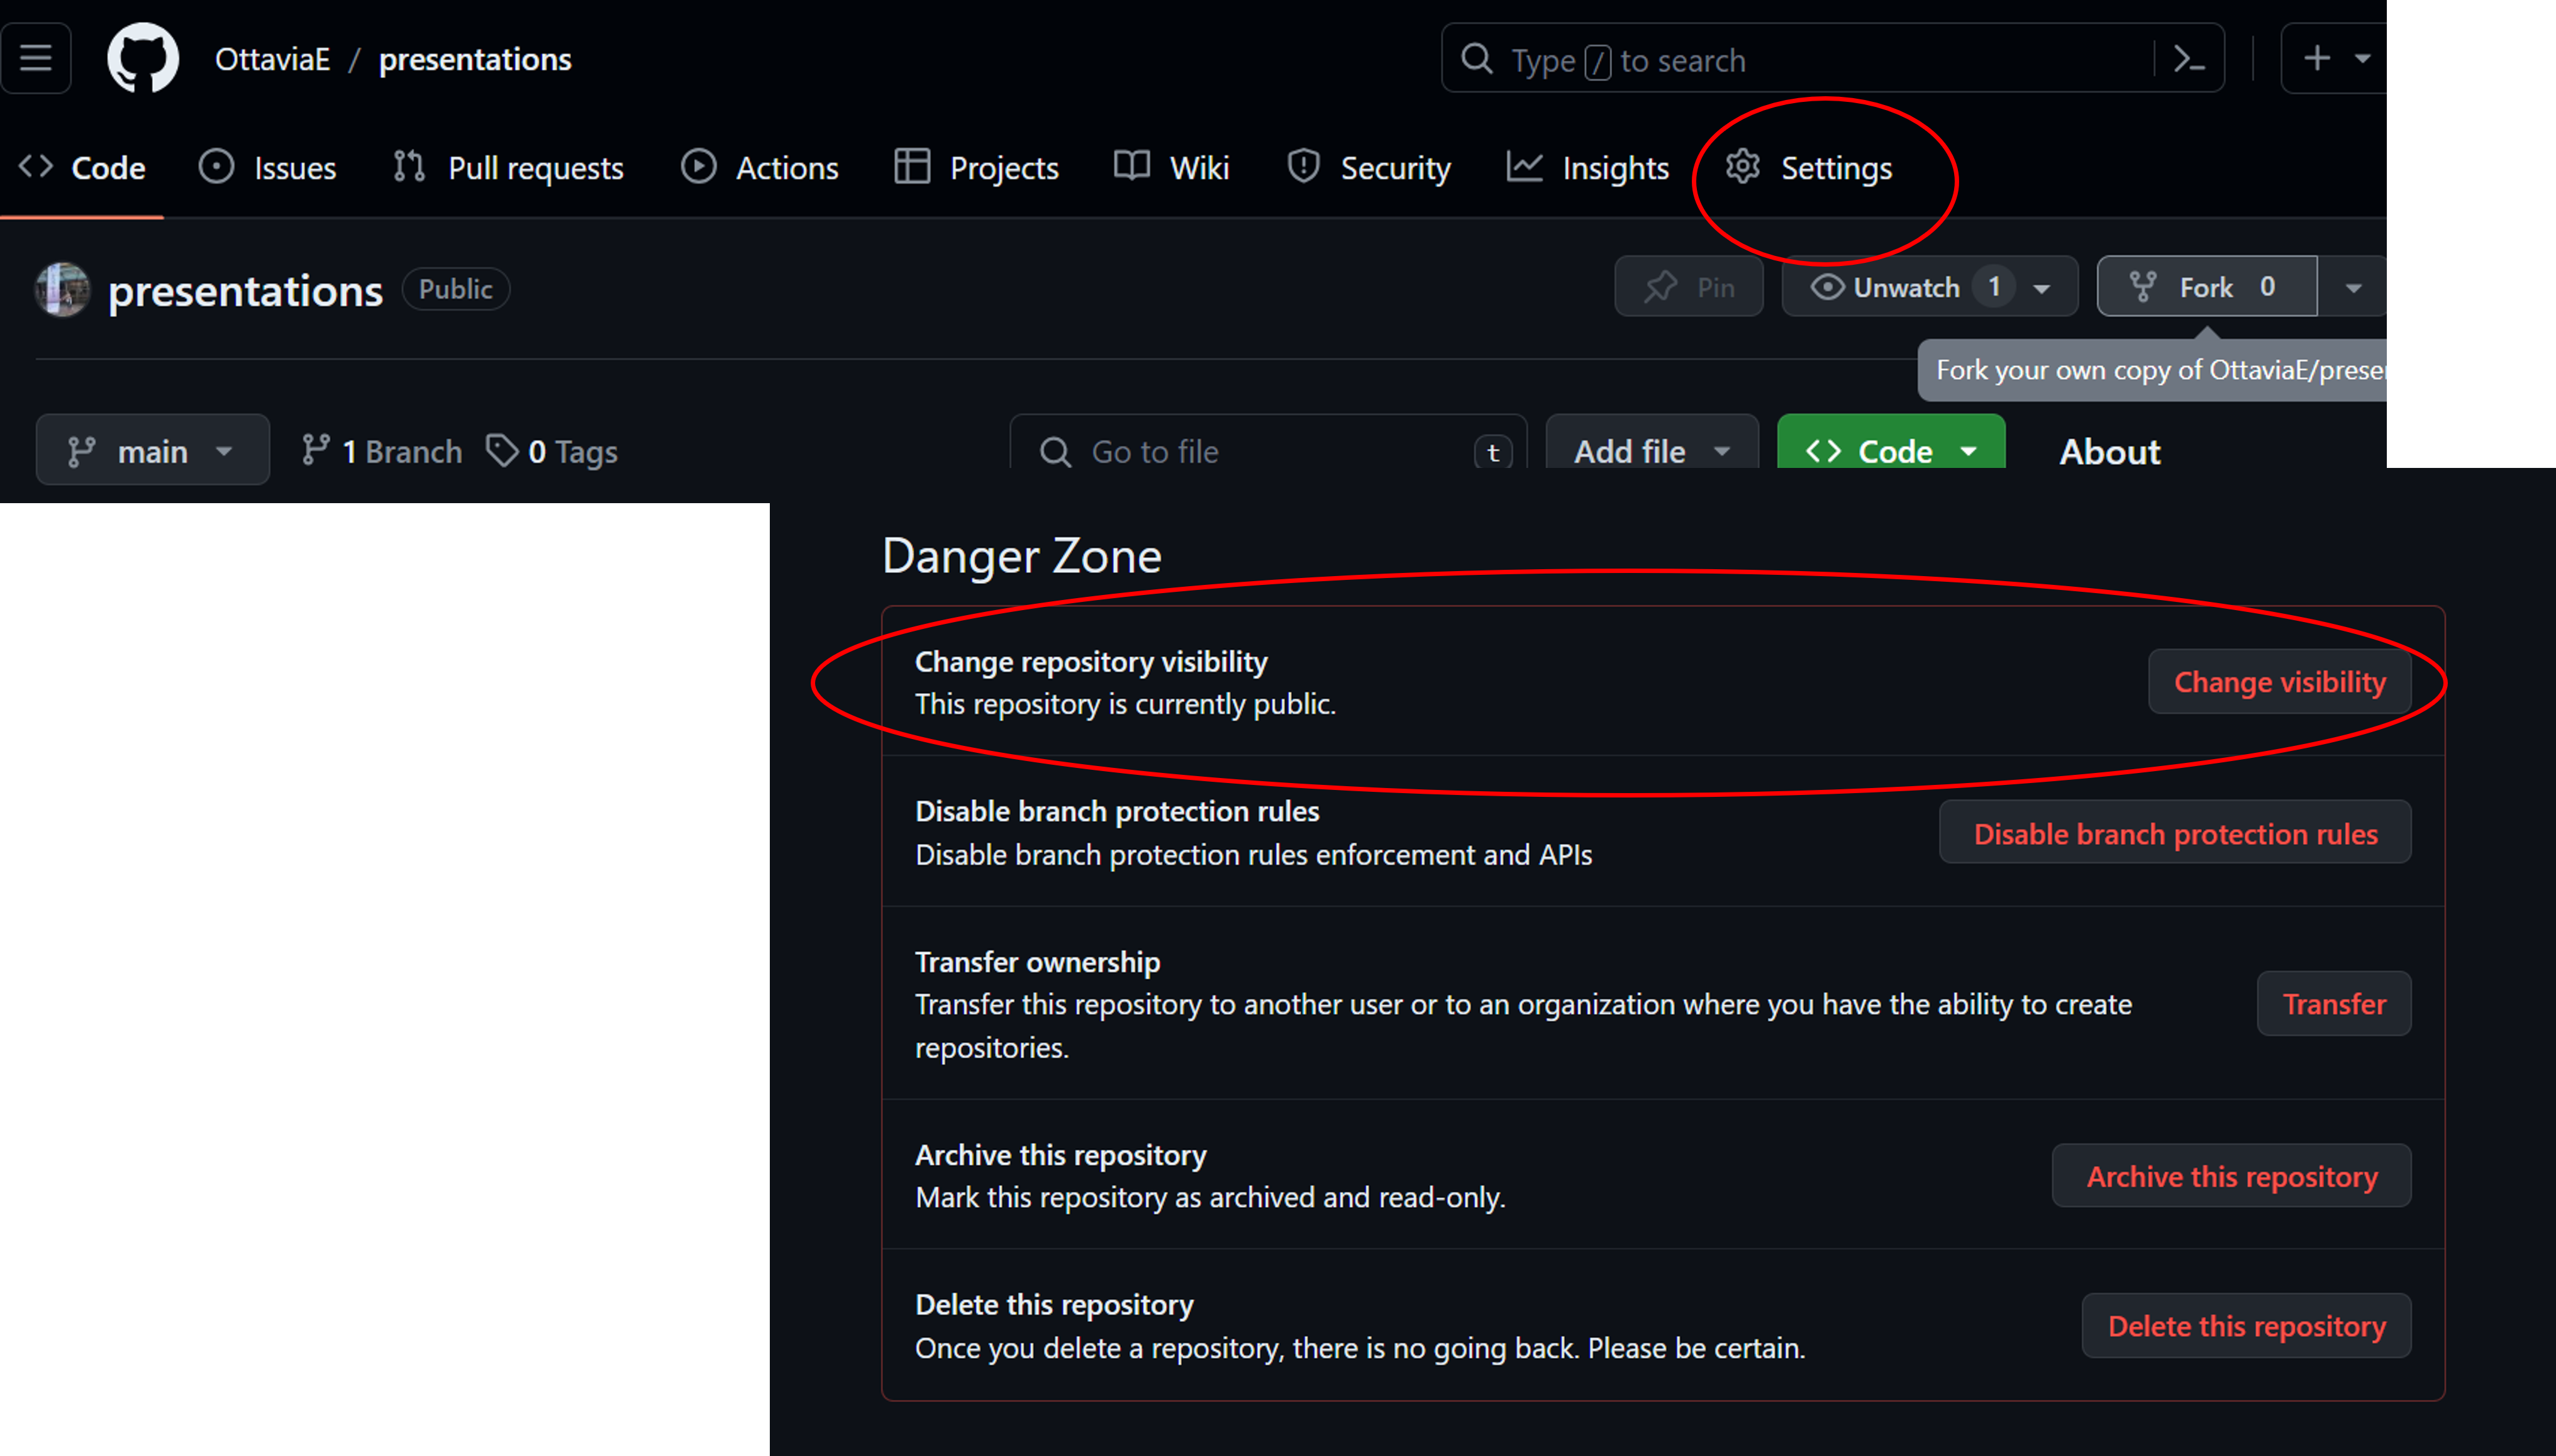 OttaviaE / presentations
Type / to search
Code Issues Pull requests Actions Projects Wiki Security Insights Settings
presentations Public
Pin Unwatch 1 Fork 0
Fork your own copy of OttaviaE/prese
main 1 Branch 0 Tags Go to file t Add file Code About
Danger Zone
Change repository visibility
This repository is currently public.
Change visibility
Disable branch protection rules
Disable branch protection rules enforcement and APIs
Disable branch protection rules
Transfer ownership
Transfer this repository to another user or to an organization where you have the ability to create
repositories.
Transfer
Archive this repository
Mark this repository as archived and read-only.
Archive this repository
Delete this repository
Once you delete a repository, there is no going back. Please be certain.
Delete this repository